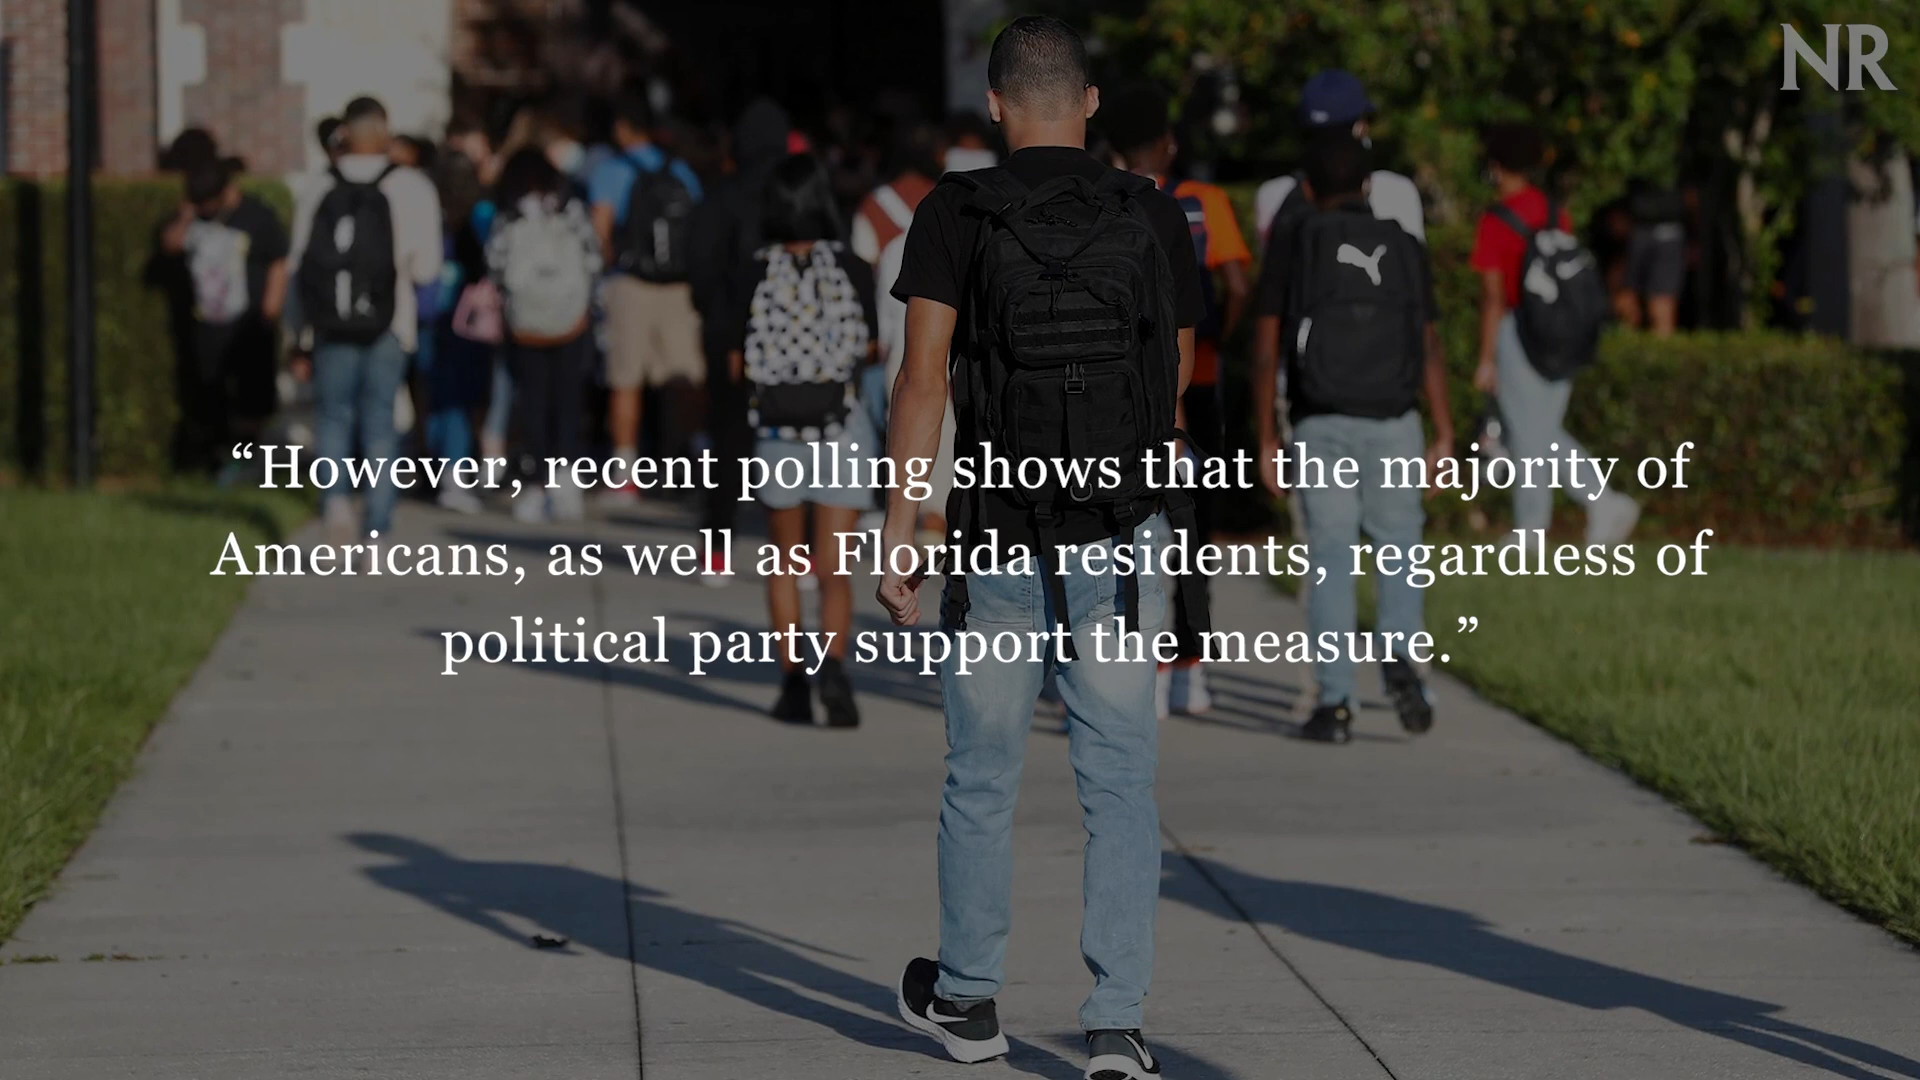 NR
“However, recent polling shows that the majority of
Americans, as well as Florida residents, regardless of
political party support the measure.”